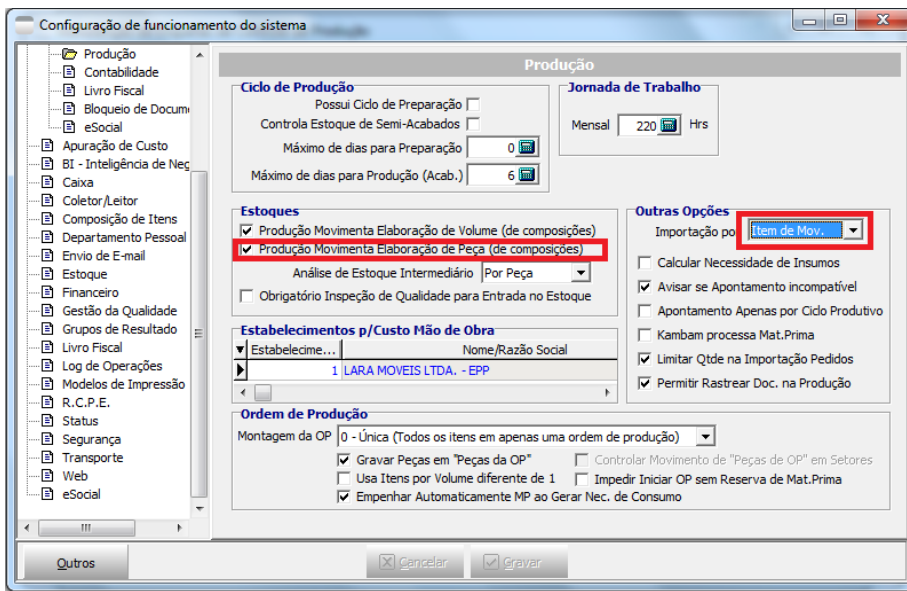 Configuração de funcionamento do sistema
Produção
Contabilidade
Livro Fiscal
Bloqueio de Docum
eSocial
Apuração de Custo
BI - Inteligência de Neg
Caixa
Coletor/Leitor
Composição de Itens
Departamento Pessoal
Envio de E-mail
Estoque
Financeiro
Gestão da Qualidade
Grupos de Resultado
Livro Fiscal
Log de Operações
Modelos de Impressão
R.C.P.E.
Status
Segurança
Transporte
Web
eSocial
Produção
Ciclo de Produção
Possui Ciclo de Preparação
Controla Estoque de Semi-Acabados
Máximo de dias para Preparação 0
Máximo de dias para Produção (Acab.) 6
Jornada de Trabalho
Mensal 220 Hrs
Estoques
Produção Movimenta Elaboração de Volume (de composições)
Produção Movimenta Elaboração de Peça (de composições)
Análise de Estoque Intermediário Por Peça
Obrigatório Inspeção de Qualidade para Entrada no Estoque
Outras Opções
Importação po Item de Mov.
Calcular Necessidade de Insumos
Avisar se Apontamento incompatível
Apontamento Apenas por Ciclo Produtivo
Kambam processa Mat.Prima
Limitar Qtde na Importação Pedidos
Permitir Rastrear Doc. na Produção
Estabelecimentos p/Custo Mão de Obra
Estabelecime... Nome/Razão Social
1 LARA MOVEIS LTDA. - EPP
Ordem de Produção
Montagem da OP 0 - Única (Todos os itens em apenas uma ordem de produção)
Gravar Peças em "Peças da OP" Controlar Movimento de "Peças de OP" em Setores
Usa Itens por Volume diferente de 1 Impedir Iniciar OP sem Reserva de Mat.Prima
Empenhar Automaticamente MP ao Gerar Nec. de Consumo
Outros Cancelar Gravar